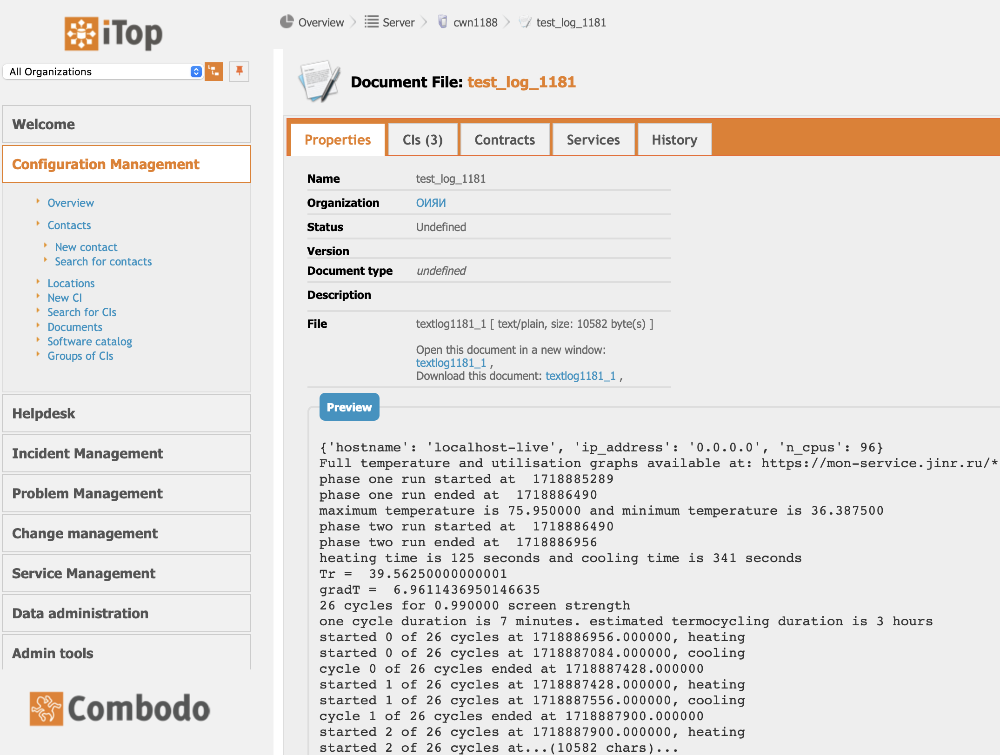 iTop
All Organizations
Welcome
Configuration Management
Overview
Contacts
New contact
Search for contacts
Locations
New CI
Search for CIs
Documents
Software catalog
Groups of CIs
Helpdesk
Incident Management
Problem Management
Change management
Service Management
Data administration
Admin tools
Combodo
Overview Server cwn1188 test_log_1181
Document File: test_log_1181
Properties CIs (3) Contracts Services History
Name test_log_1181
Organization ОИЯИ
Status Undefined
Version
Document type undefined
Description
File textlog1181_1 [ text/plain, size: 10582 byte(s) ]
Open this document in a new window:
textlog1181_1 ,
Download this document: textlog1181_1 ,
Preview
{'hostname': 'localhost-live', 'ip_address': '0.0.0.0', 'n_cpus': 96}
Full temperature and utilisation graphs available at: https://mon-service.jinr.ru/*
phase one run started at  1718885289
phase one run ended at  1718886490
maximum temperature is 75.950000 and minimum temperature is 36.387500
phase two run started at  1718886490
phase two run ended at  1718886956
heating time is 125 seconds and cooling time is 341 seconds
Tr =  39.56250000000001
gradT =  6.9611436950146635
26 cycles for 0.990000 screen strength
one cycle duration is 7 minutes. estimated termocycling duration is 3 hours
started 0 of 26 cycles at 1718886956.000000, heating
started 0 of 26 cycles at 1718887084.000000, cooling
cycle 0 of 26 cycles ended at 1718887428.000000
started 1 of 26 cycles at 1718887428.000000, heating
started 1 of 26 cycles at 1718887556.000000, cooling
cycle 1 of 26 cycles ended at 1718887900.000000
started 2 of 26 cycles at 1718887900.000000, heating
started 2 of 26 cycles at...(10582 chars)...